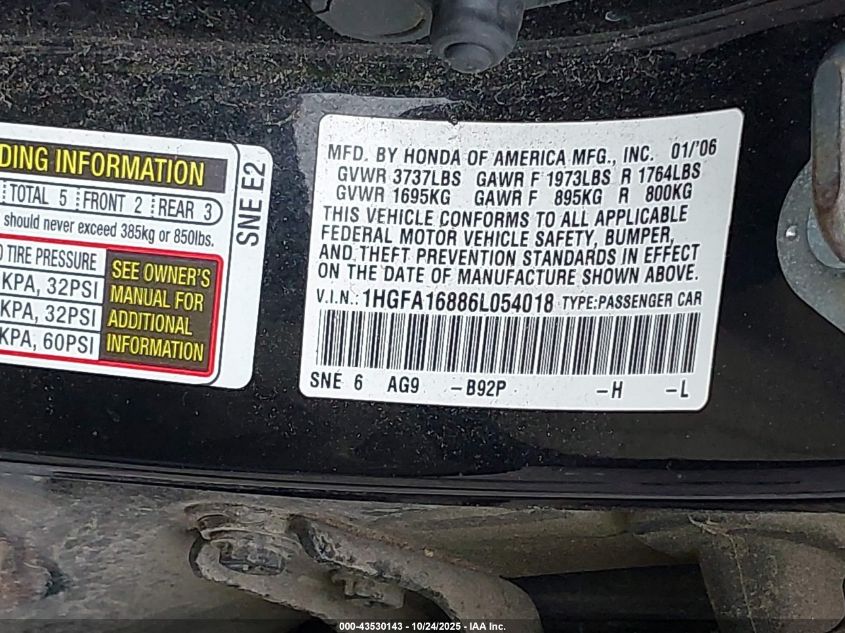 DING INFORMATION
TOTAL 5 FRONT 2 REAR 3
should never exceed 385kg or 850lbs.
TIRE PRESSURE
KPA, 32PSI
KPA, 32PSI
KPA, 60PSI
SEE OWNER'S
MANUAL FOR
ADDITIONAL
INFORMATION
SNE E2
MFD. BY HONDA OF AMERICA MFG., INC. 01/'06
GVWR 3737LBS GAWR F 1973LBS R 1764LBS
GVWR 1695KG GAWR F 895KG R 800KG
THIS VEHICLE CONFORMS TO ALL APPLICABLE
FEDERAL MOTOR VEHICLE SAFETY, BUMPER,
AND THEFT PREVENTION STANDARDS IN EFFECT
ON THE DATE OF MANUFACTURE SHOWN ABOVE.
V.I.N.: 1HGFA16886L054018 TYPE:PASSENGER CAR
SNE 6 AG9 -B92P -H -L
000-43530143 - 10/24/2025 - IAA Inc.